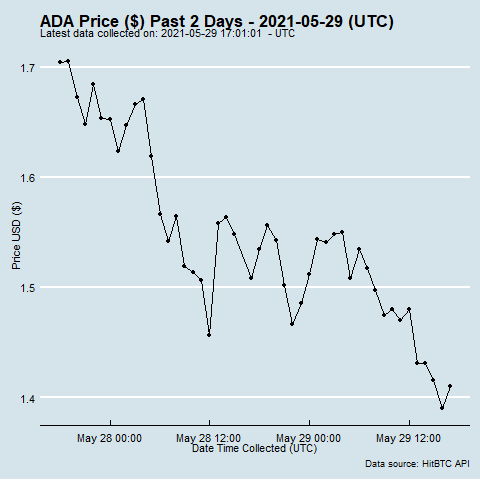 ADA Price ($) Past 2 Days - 2021-05-29 (UTC)
Latest data collected on: 2021-05-29 17:01:01  - UTC
1.7
1.6
1.5
1.4
Price USD ($)
May 28 00:00 May 28 12:00 May 29 00:00 May 29 12:00
Date Time Collected (UTC)
Data source: HitBTC API